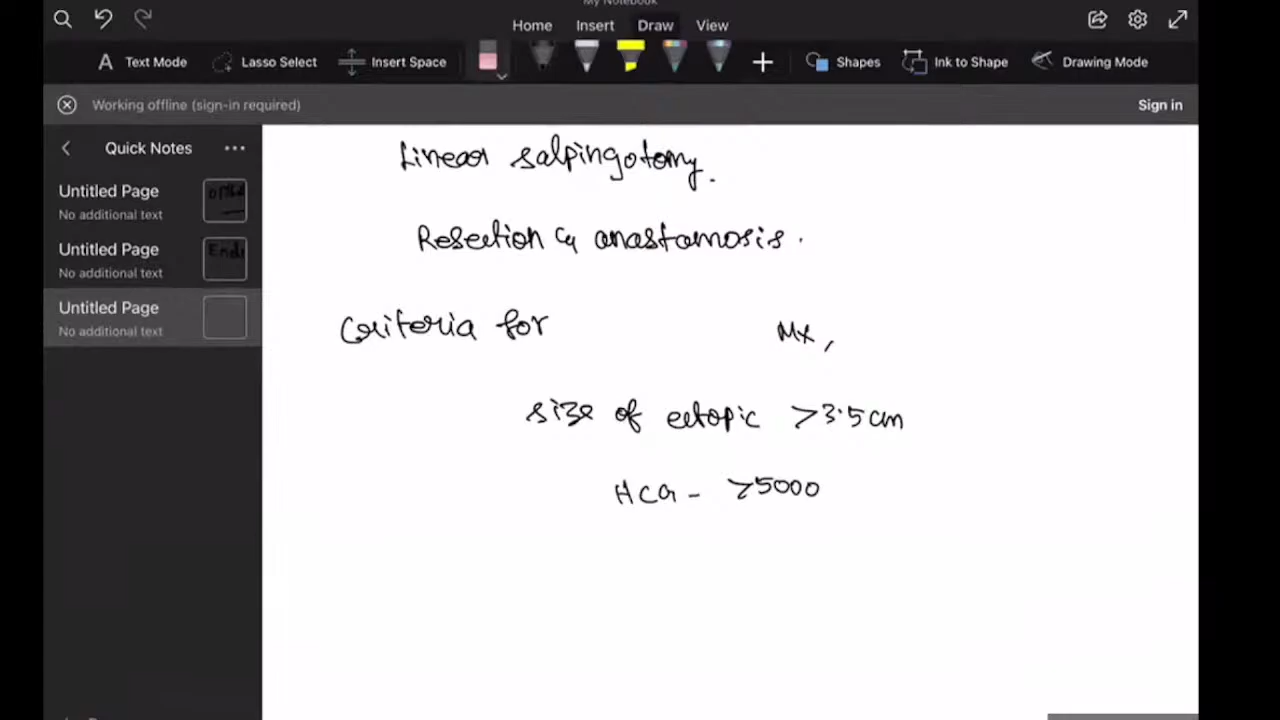 My Notebook
Home Insert Draw View
Text Mode Lasso Select Insert Space Shapes Ink to Shape Drawing Mode
Working offline (sign-in required) Sign in
Quick Notes
Untitled Page
No additional text
Untitled Page
No additional text
Untitled Page
No additional text
Linear salpingotomy.
Resection & anastomosis.
Criteria for Mx,
size of ectopic >3.5cm
HCG - >5000